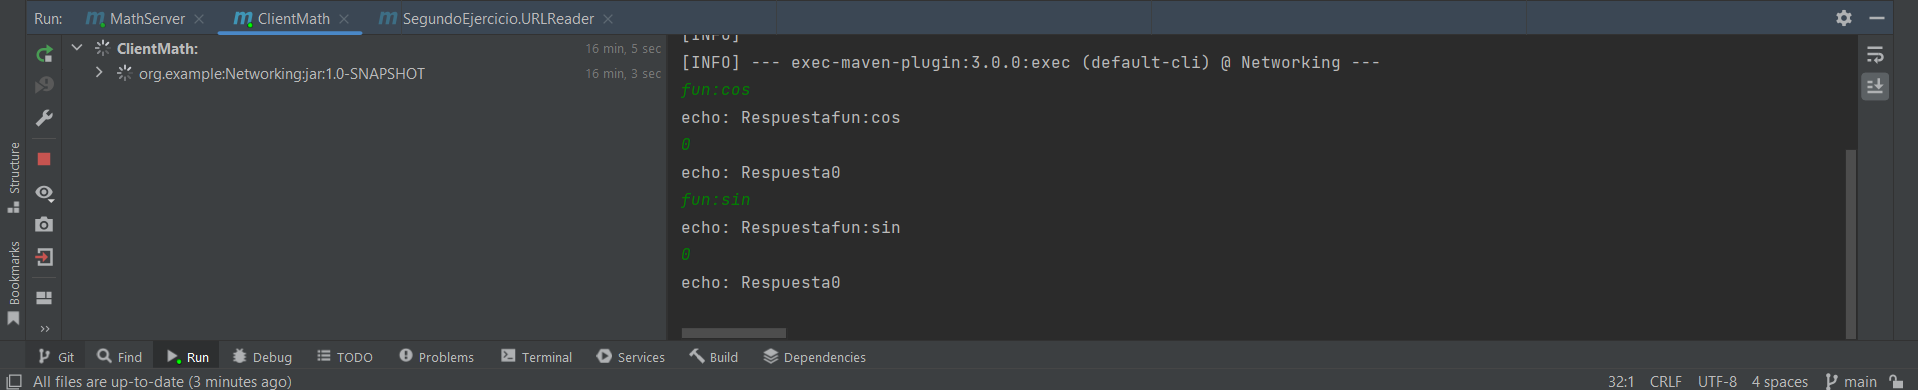 Run: MathServer ClientMath SegundoEjercicio.URLReader
ClientMath: 16 min, 5 sec
org.example:Networking:jar:1.0-SNAPSHOT 16 min, 3 sec
[INFO]
[INFO] --- exec-maven-plugin:3.0.0:exec (default-cli) @ Networking ---
fun:cos
echo: Respuestafun:cos
0
echo: Respuesta0
fun:sin
echo: Respuestafun:sin
0
echo: Respuesta0
Structure
Bookmarks
Git Find Run Debug TODO Problems Terminal Services Build Dependencies
All files are up-to-date (3 minutes ago) 32:1 CRLF UTF-8 4 spaces main